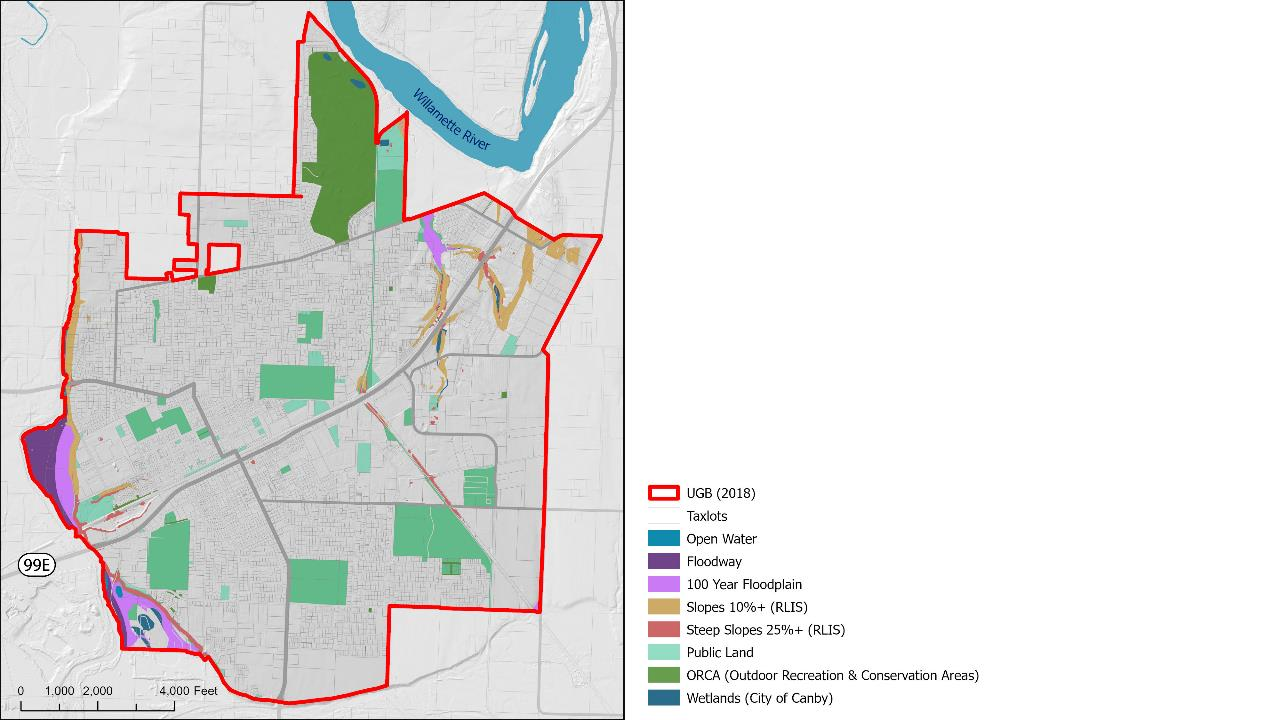 Willamette River
99E
0 1,000 2,000 4,000 Feet
UGB (2018)
Taxlots
Open Water
Floodway
100 Year Floodplain
Slopes 10%+ (RLIS)
Steep Slopes 25%+ (RLIS)
Public Land
ORCA (Outdoor Recreation & Conservation Areas)
Wetlands (City of Canby)